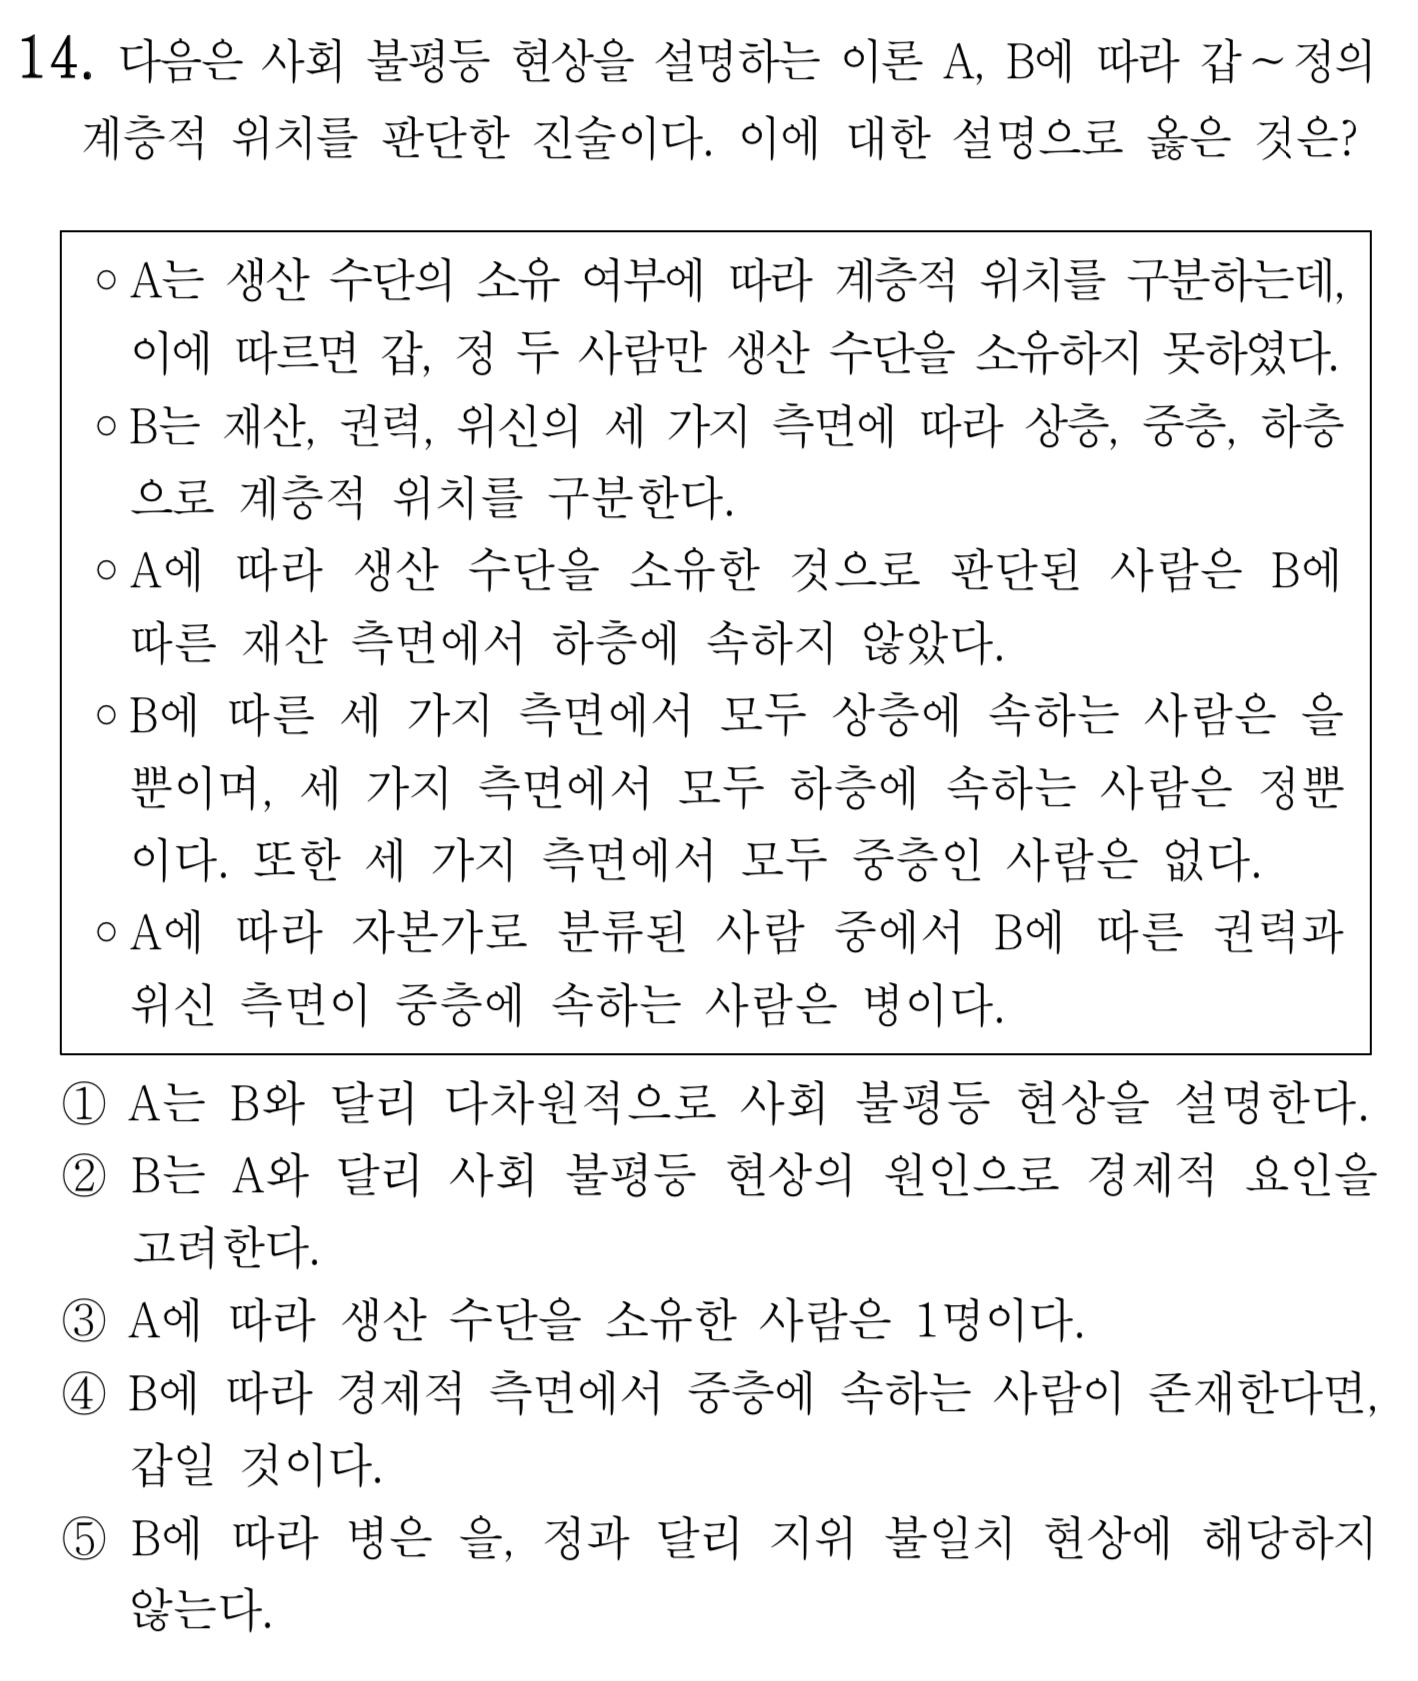 14. 다음은 사회 불평등 현상을 설명하는 이론 A, B에 따라 갑~정의
계층적 위치를 판단한 진술이다. 이에 대한 설명으로 옳은 것은?
○ A는 생산 수단의 소유 여부에 따라 계층적 위치를 구분하는데,
이에 따르면 갑, 정 두 사람만 생산 수단을 소유하지 못하였다.
○ B는 재산, 권력, 위신의 세 가지 측면에 따라 상층, 중층, 하층
으로 계층적 위치를 구분한다.
○ A에 따라 생산 수단을 소유한 것으로 판단된 사람은 B에
따른 재산 측면에서 하층에 속하지 않았다.
○ B에 따른 세 가지 측면에서 모두 상층에 속하는 사람은 을
뿐이며, 세 가지 측면에서 모두 하층에 속하는 사람은 정뿐
이다. 또한 세 가지 측면에서 모두 중층인 사람은 없다.
○ A에 따라 자본가로 분류된 사람 중에서 B에 따른 권력과
위신 측면이 중층에 속하는 사람은 병이다.
① A는 B와 달리 다차원적으로 사회 불평등 현상을 설명한다.
② B는 A와 달리 사회 불평등 현상의 원인으로 경제적 요인을
고려한다.
③ A에 따라 생산 수단을 소유한 사람은 1명이다.
④ B에 따라 경제적 측면에서 중층에 속하는 사람이 존재한다면,
갑일 것이다.
⑤ B에 따라 병은 을, 정과 달리 지위 불일치 현상에 해당하지
않는다.